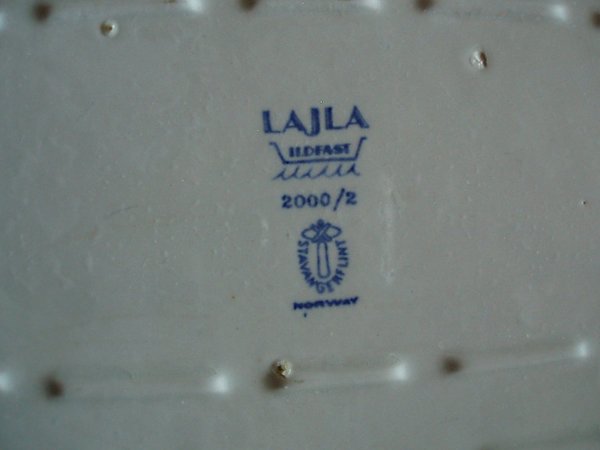 LAJLA
ILDFAST
2000/2
STAVANGERFLINT
NORWAY